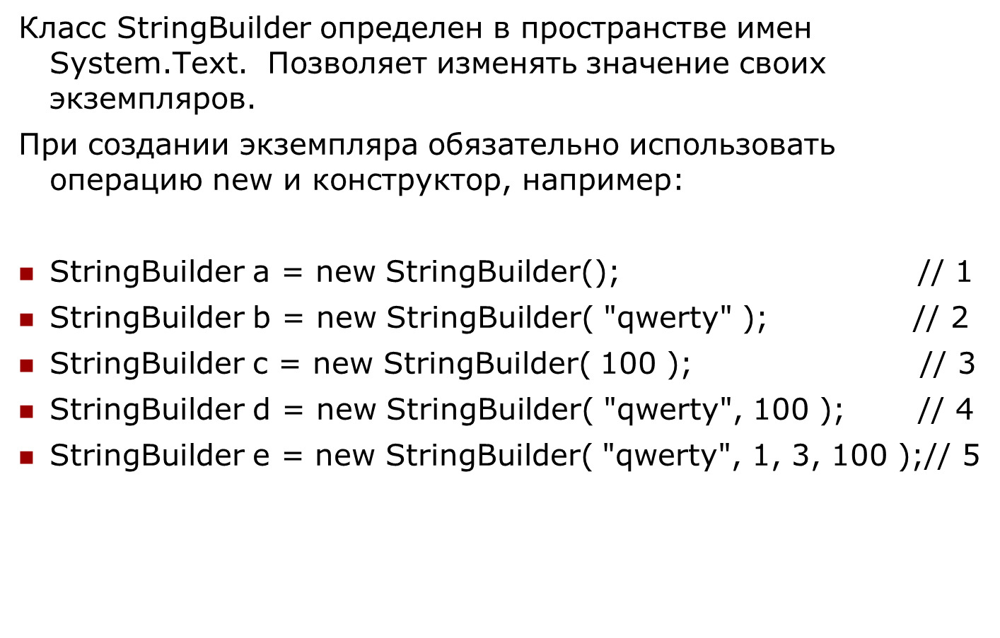 Класс StringBuilder определен в пространстве имен
System.Text.  Позволяет изменять значение своих
экземпляров.
При создании экземпляра обязательно использовать
операцию new и конструктор, например:
StringBuilder a = new StringBuilder(); // 1
StringBuilder b = new StringBuilder( "qwerty" ); // 2
StringBuilder c = new StringBuilder( 100 ); // 3
StringBuilder d = new StringBuilder( "qwerty", 100 ); // 4
StringBuilder e = new StringBuilder( "qwerty", 1, 3, 100 );// 5